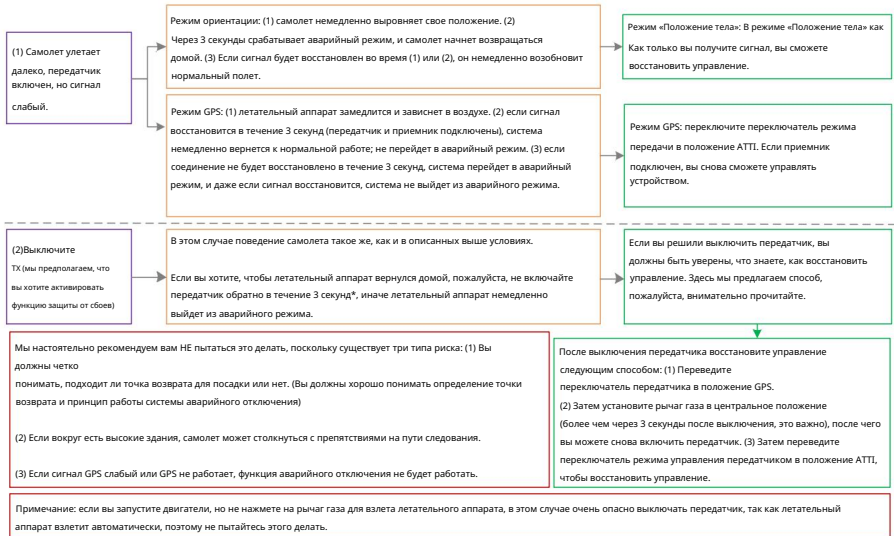 (1) Самолет улетает
далеко, передатчик
включен, но сигнал
слабый.
Режим ориентации: (1) самолет немедленно выровняет свое положение. (2)
Через 3 секунды срабатывает аварийный режим, и самолет начнет возвращаться
домой. (3) Если сигнал будет восстановлен во время (1) или (2), он немедленно возобновит
нормальный полет.
Режим «Положение тела»: В режиме «Положение тела» как
Как только вы получите сигнал, вы сможете
восстановить управление.
Режим GPS: (1) летательный аппарат замедлится и зависнет в воздухе. (2) если сигнал
восстановится в течение 3 секунд (передатчик и приемник подключены), система
немедленно вернется к нормальной работе; не перейдет в аварийный режим. (3) если
соединение не будет восстановлено в течение 3 секунд, система перейдет в аварийный
режим, и даже если сигнал восстановится, система не выйдет из аварийного режима.
Режим GPS: переключите переключатель режима
передачи в положение ATTI. Если приемник
подключен, вы снова сможете управлять
устройством.
(2)Выключите
TX (мы предполагаем, что
вы хотите активировать
функцию защиты от сбоев)
В этом случае поведение самолета такое же, как и в описанных выше условиях.
Если вы хотите, чтобы летательный аппарат вернулся домой, пожалуйста, не включайте
передатчик обратно в течение 3 секунд*, иначе летательный аппарат немедленно
выйдет из аварийного режима.
Если вы решили выключить передатчик, вы
должны быть уверены, что знаете, как восстановить
управление. Здесь мы предлагаем способ,
пожалуйста, внимательно прочитайте.
Мы настоятельно рекомендуем вам НЕ пытаться это делать, поскольку существует три типа риска: (1) Вы
должны четко
понимать, подходит ли точка возврата для посадки или нет. (Вы должны хорошо понимать определение точки
возврата и принцип работы системы аварийного отключения)
(2) Если вокруг есть высокие здания, самолет может столкнуться с препятствиями на пути следования.
(3) Если сигнал GPS слабый или GPS не работает, функция аварийного отключения не будет работать.
После выключения передатчика восстановите управление
следующим способом: (1) Переведите
переключатель передатчика в положение GPS.
(2) Затем установите рычаг газа в центральное положение
(более чем через 3 секунды после выключения, это важно), после чего
вы можете снова включить передатчик. (3) Затем переведите
переключатель режима управления передатчиком в положение ATTI,
чтобы восстановить управление.
Примечание: если вы запустите двигатели, но не нажмете на рычаг газа для взлета летательного аппарата, в этом случае очень опасно выключать передатчик, так как летательный
аппарат взлетит автоматически, поэтому не пытайтесь этого делать.